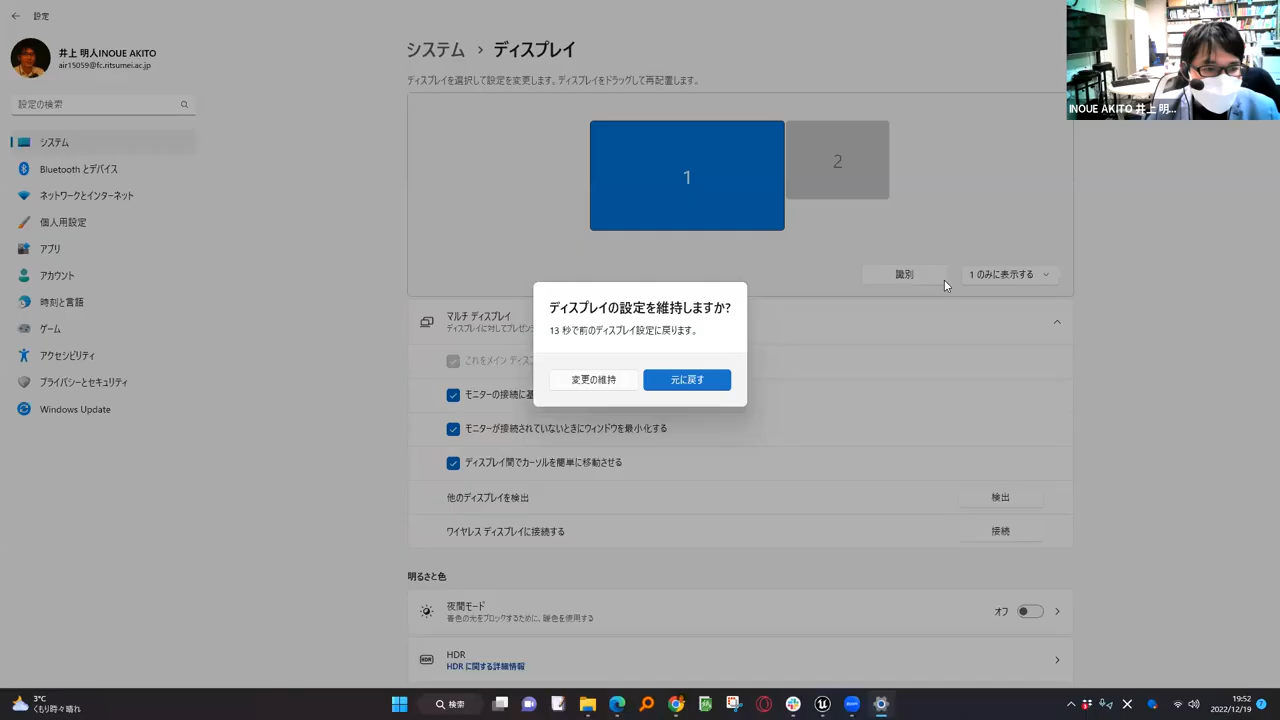 設定
井上 明人INOUE AKITO
air15059@fc.ritsumei.ac.jp
設定の検索
システム
Bluetooth とデバイス
ネットワークとインターネット
個人用設定
アプリ
アカウント
時刻と言語
ゲーム
アクセシビリティ
プライバシーとセキュリティ
Windows Update
システム › ディスプレイ
ディスプレイを選択して設定を変更します。ディスプレイをドラッグして再配置します。
1
2
識別
1 のみに表示する
マルチ ディスプレイ
ディスプレイに対してプレゼン
これをメイン ディス
モニターの接続に基
モニターが接続されていないときにウィンドウを最小化する
ディスプレイ間でカーソルを簡単に移動させる
他のディスプレイを検出
検出
ワイヤレス ディスプレイに接続する
接続
ディスプレイの設定を維持しますか?
13 秒で前のディスプレイ設定に戻ります。
変更の維持
元に戻す
明るさと色
夜間モード
オフ
青色の光をブロックするために、暖色を使用する
HDR
HDR
HDR に関する詳細情報
INOUE AKITO 井上 明...
3°C
くもり時々晴れ
検索
19:52
2022/12/19